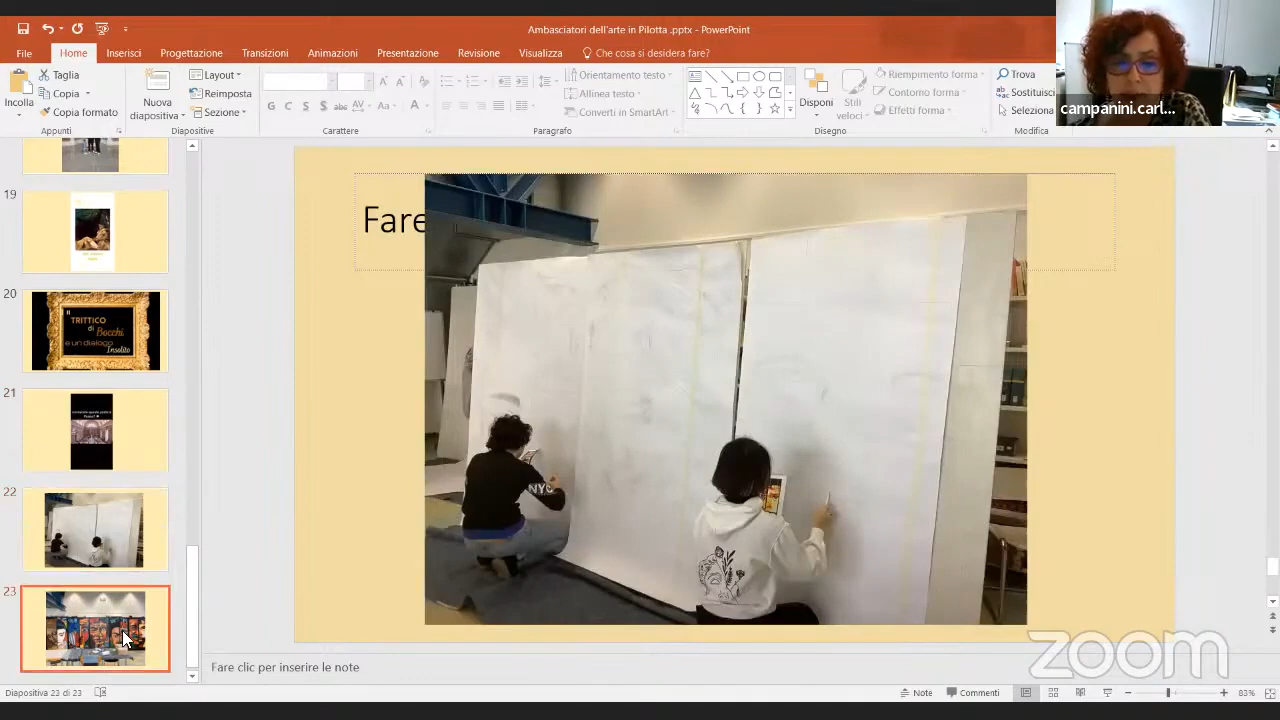 Ambasciatori dell'arte in Pilotta .pptx - PowerPoint
File
Home
Inserisci
Progettazione
Transizioni
Animazioni
Presentazione
Revisione
Visualizza
Che cosa si desidera fare?
campanini.carl...
Incolla
Taglia
Copia
Copia formato
Appunti
Nuova
diapositiva
Layout
Reimposta
Sezione
Diapositive
G
C
S
S
abc
AV
Aa
A
Carattere
Orientamento testo
Allinea testo
Converti in SmartArt
Paragrafo
Disponi
Stili
veloci
Riempimento forma
Contorno forma
Effetto forma
Disegno
Trova
Sostituisci
Seleziona
Modifica
19
20
"
TRITTICO
di
Bocchi
e un dialogo
Insolito
21
22
23
Fare
NYC
zoom
Fare clic per inserire le note
Diapositiva 23 di 23
Note
Commenti
83%